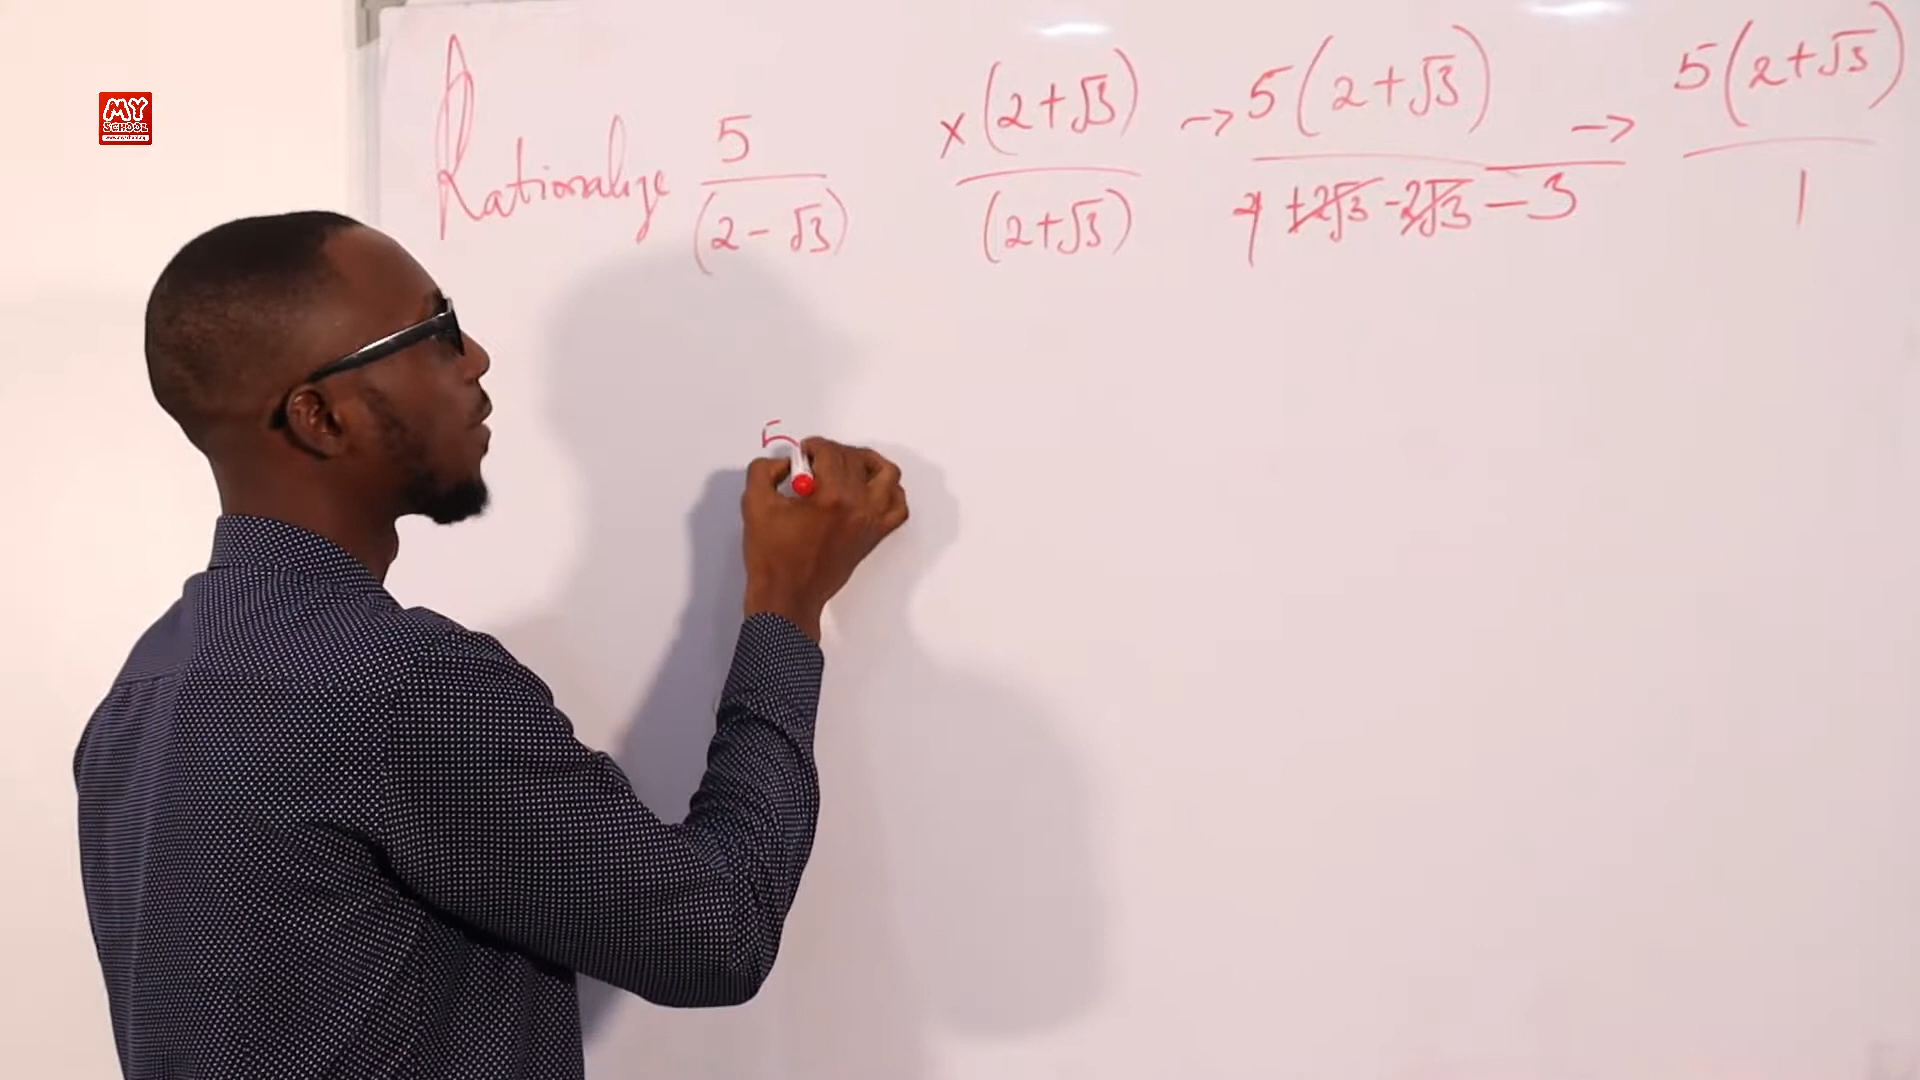 MY
SCHOOL
Rationalize 5/(2 - √3) × (2 + √3)/(2 + √3) → 5(2 + √3)/4 + 2√3 - 2√3 - 3 → 5(2 + √3)/1
5